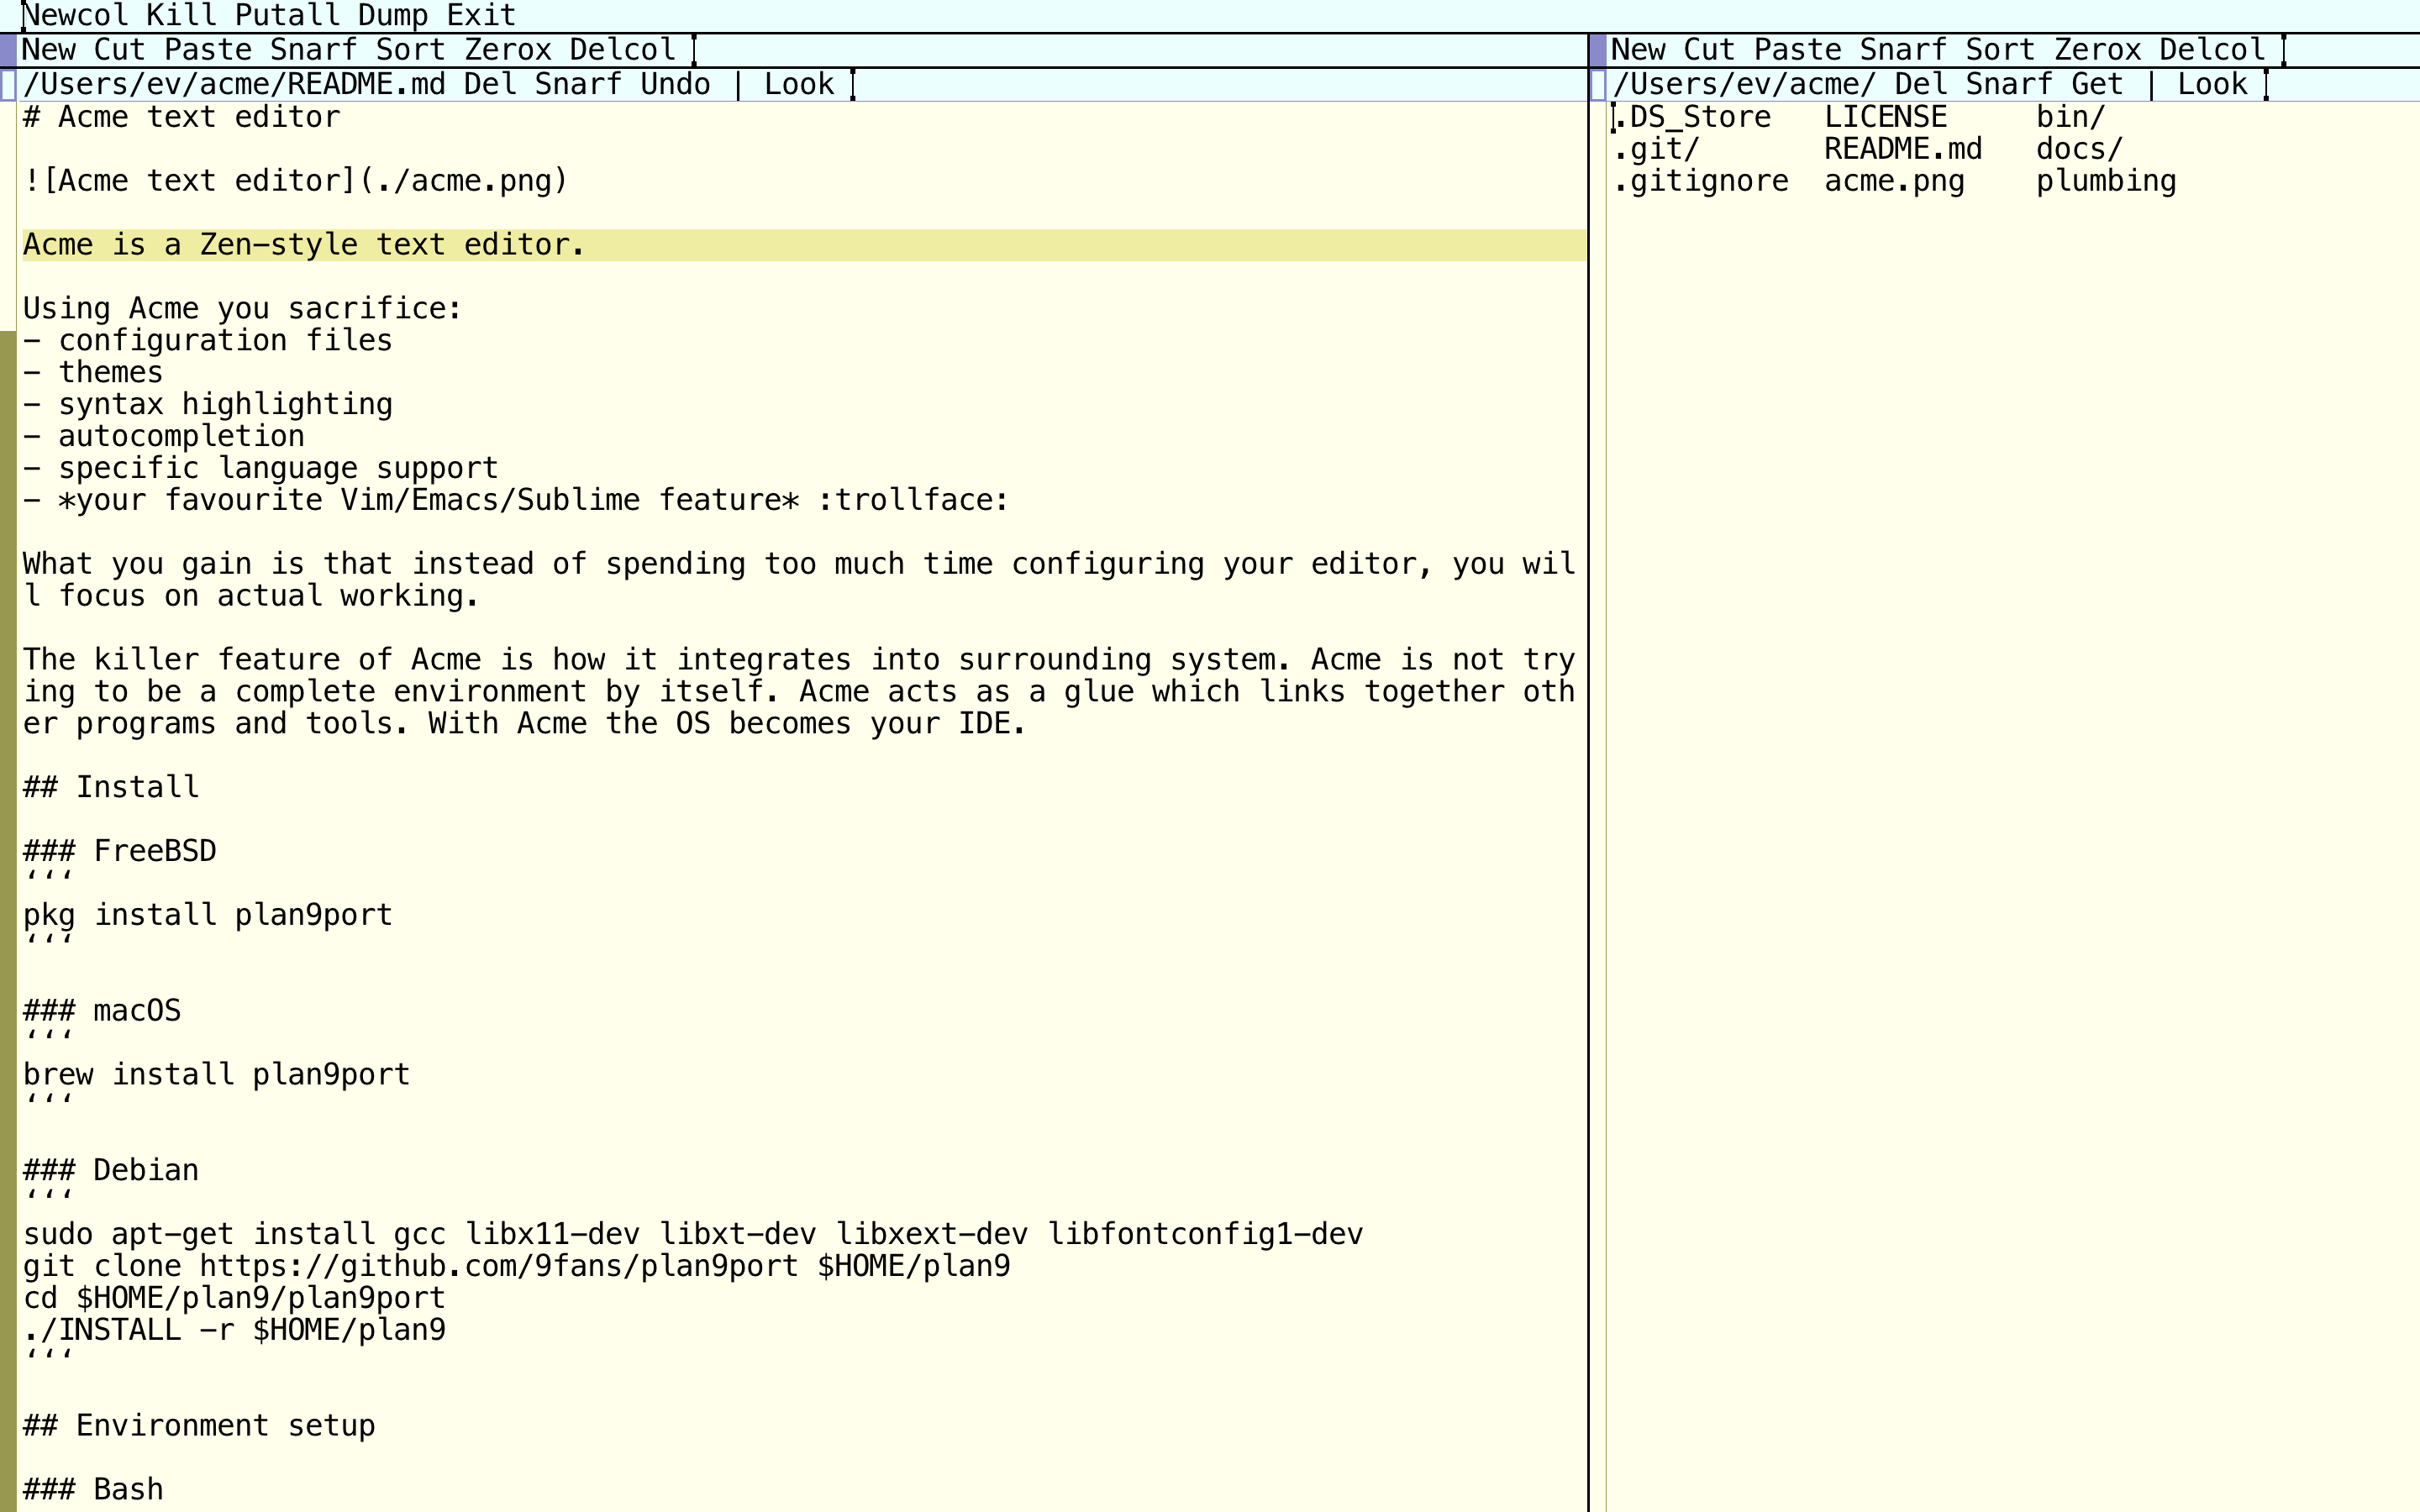 Newcol Kill Putall Dump Exit
New Cut Paste Snarf Sort Zerox Delcol
/Users/ev/acme/README.md Del Snarf Undo | Look
# Acme text editor

![Acme text editor](./acme.png)

Acme is a Zen-style text editor.

Using Acme you sacrifice:
- configuration files
- themes
- syntax highlighting
- autocompletion
- specific language support
- *your favourite Vim/Emacs/Sublime feature* :trollface:

What you gain is that instead of spending too much time configuring your editor, you wil
l focus on actual working.

The killer feature of Acme is how it integrates into surrounding system. Acme is not try
ing to be a complete environment by itself. Acme acts as a glue which links together oth
er programs and tools. With Acme the OS becomes your IDE.

## Install

### FreeBSD
```
pkg install plan9port
```

### macOS
```
brew install plan9port
```

### Debian
```
sudo apt-get install gcc libx11-dev libxt-dev libxext-dev libfontconfig1-dev
git clone https://github.com/9fans/plan9port $HOME/plan9
cd $HOME/plan9/plan9port
./INSTALL -r $HOME/plan9
```

## Environment setup

### Bash
New Cut Paste Snarf Sort Zerox Delcol
/Users/ev/acme/ Del Snarf Get | Look
.DS_Store LICENSE bin/
.git/ README.md docs/
.gitignore acme.png plumbing